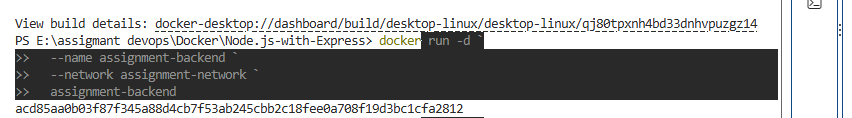 View build details: docker-desktop://dashboard/build/desktop-linux/desktop-linux/qj80tpxnh4bd33dnhvpuzgz14
PS E:\assigmant devops\Docker\Node.js-with-Express> docker run -d `
>>   --name assignment-backend `
>>   --network assignment-network `
>>   assignment-backend
acd85aa0b03f87f345a88d4cb7f53ab245cbb2c18fee0a708f19d3bc1cfa2812